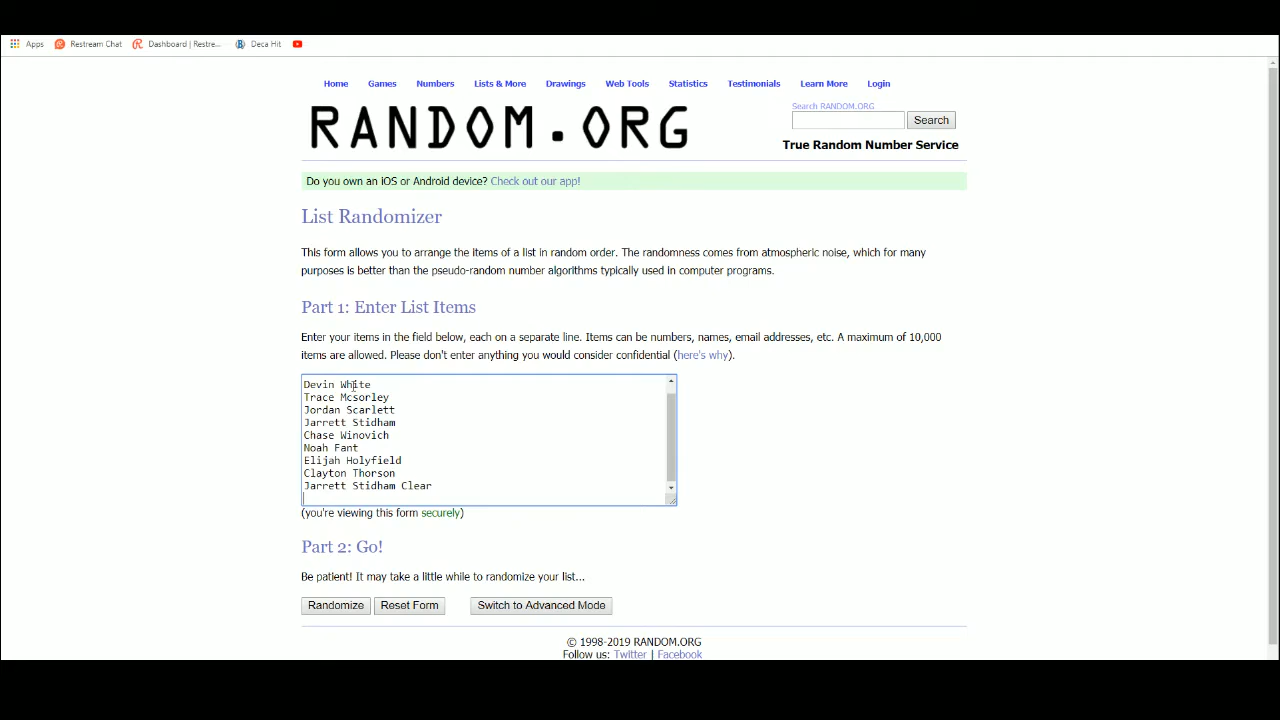 Apps Restream Chat Dashboard | Restre... Deca Hit
Home Games Numbers Lists & More Drawings Web Tools Statistics Testimonials Learn More Login
RANDOM.ORG
Search RANDOM.ORG
Search
True Random Number Service
Do you own an iOS or Android device? Check out our app!
List Randomizer
This form allows you to arrange the items of a list in random order. The randomness comes from atmospheric noise, which for many
purposes is better than the pseudo-random number algorithms typically used in computer programs.
Part 1: Enter List Items
Enter your items in the field below, each on a separate line. Items can be numbers, names, email addresses, etc. A maximum of 10,000
items are allowed. Please don't enter anything you would consider confidential (here's why).
Devin White
Trace Mcsorley
Jordan Scarlett
Jarrett Stidham
Chase Winovich
Noah Fant
Elijah Holyfield
Clayton Thorson
Jarrett Stidham Clear
(you're viewing this form securely)
Part 2: Go!
Be patient! It may take a little while to randomize your list...
Randomize Reset Form Switch to Advanced Mode
© 1998-2019 RANDOM.ORG
Follow us: Twitter | Facebook